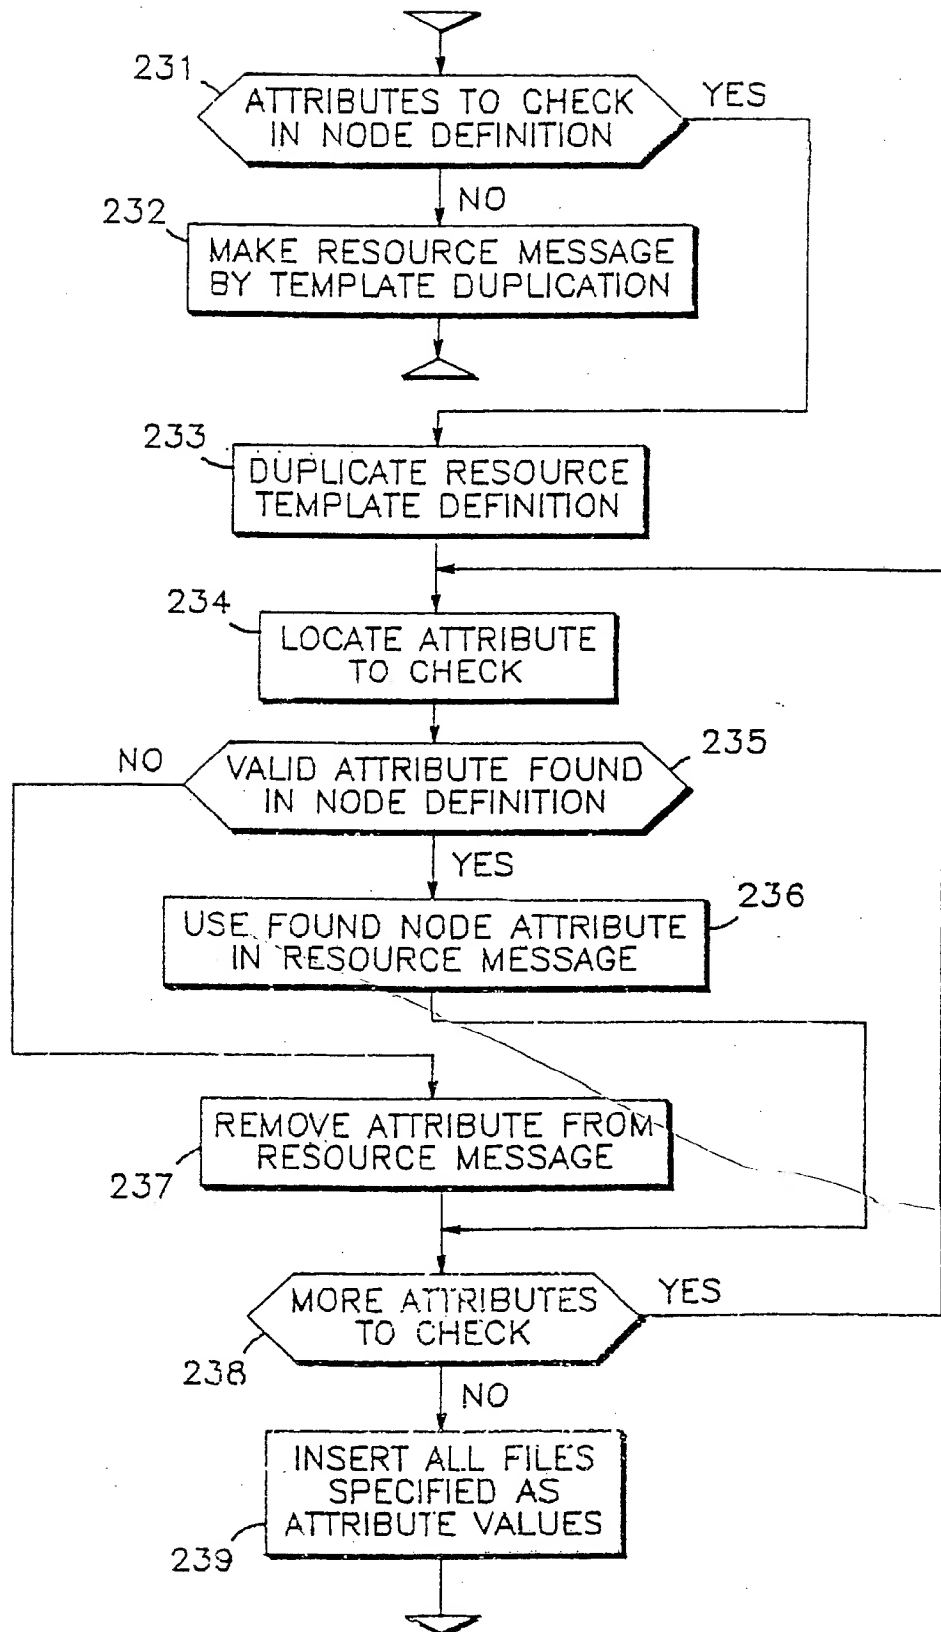 231
ATTRIBUTES TO CHECK
IN NODE DEFINITION
YES
NO
232
MAKE RESOURCE MESSAGE
BY TEMPLATE DUPLICATION
233
DUPLICATE RESOURCE
TEMPLATE DEFINITION
234
LOCATE ATTRIBUTE
TO CHECK
235
NO
VALID ATTRIBUTE FOUND
IN NODE DEFINITION
YES
236
USE FOUND NODE ATTRIBUTE
IN RESOURCE MESSAGE
REMOVE ATTRIBUTE FROM
RESOURCE MESSAGE
237
MORE ATTRIBUTES
TO CHECK
YES
238
NO
INSERT ALL FILES
SPECIFIED AS
ATTRIBUTE VALUES
239